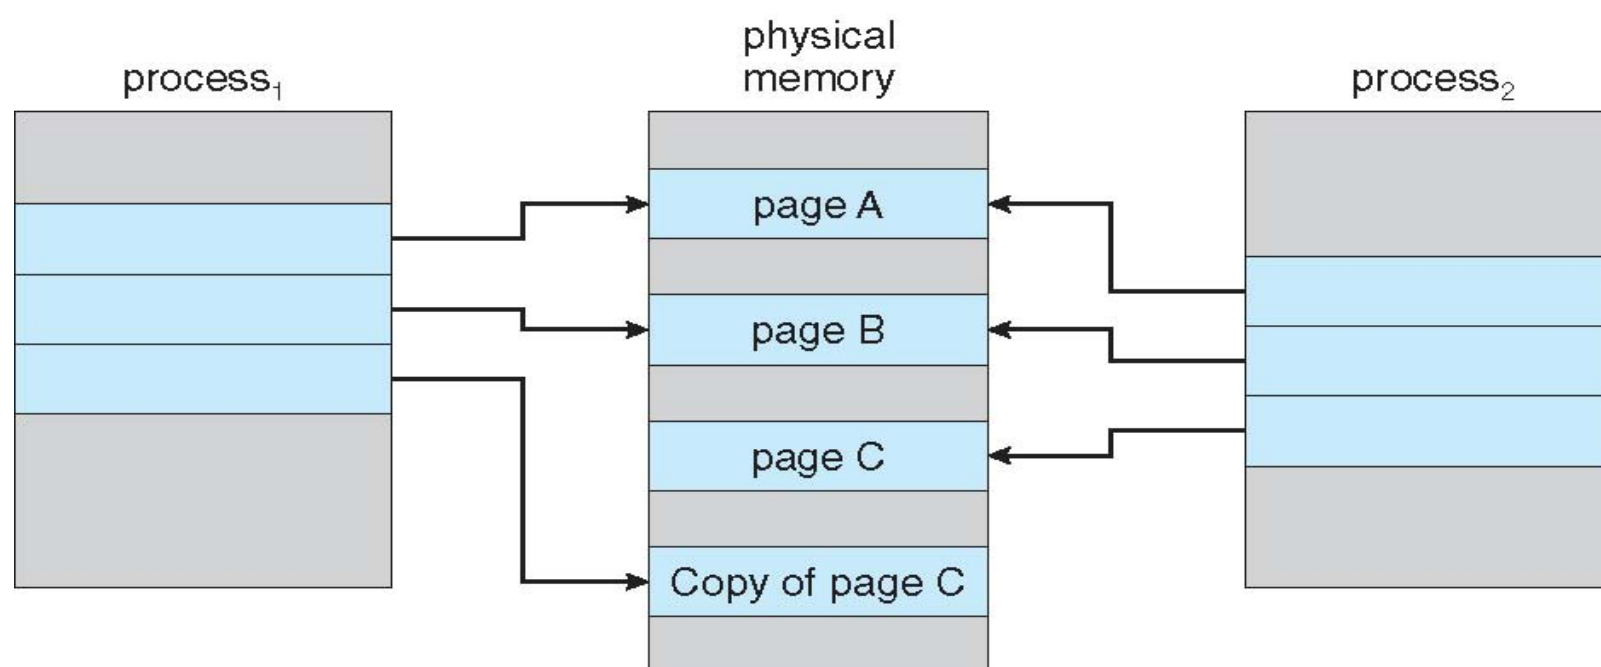 process₁
physical
memory
process₂
page A
page B
page C
Copy of page C